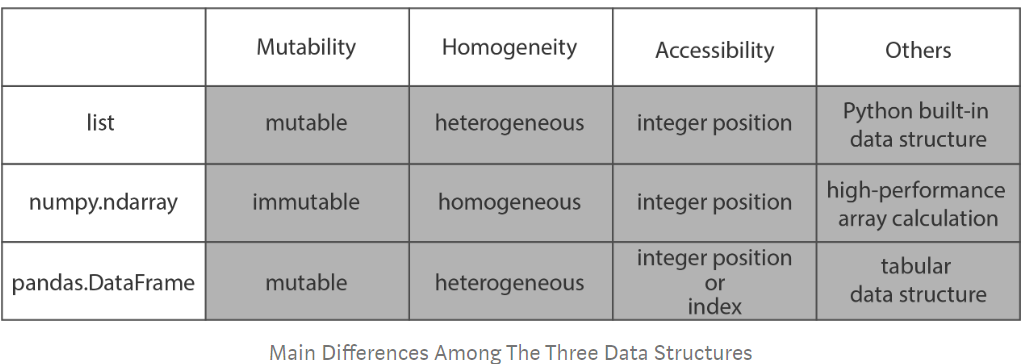 Mutability Homogeneity Accessibility Others
list mutable heterogeneous integer position Python built-in
data structure
numpy.ndarray immutable homogeneous integer position high-performance
array calculation
pandas.DataFrame mutable heterogeneous integer position
or
index tabular
data structure
Main Differences Among The Three Data Structures